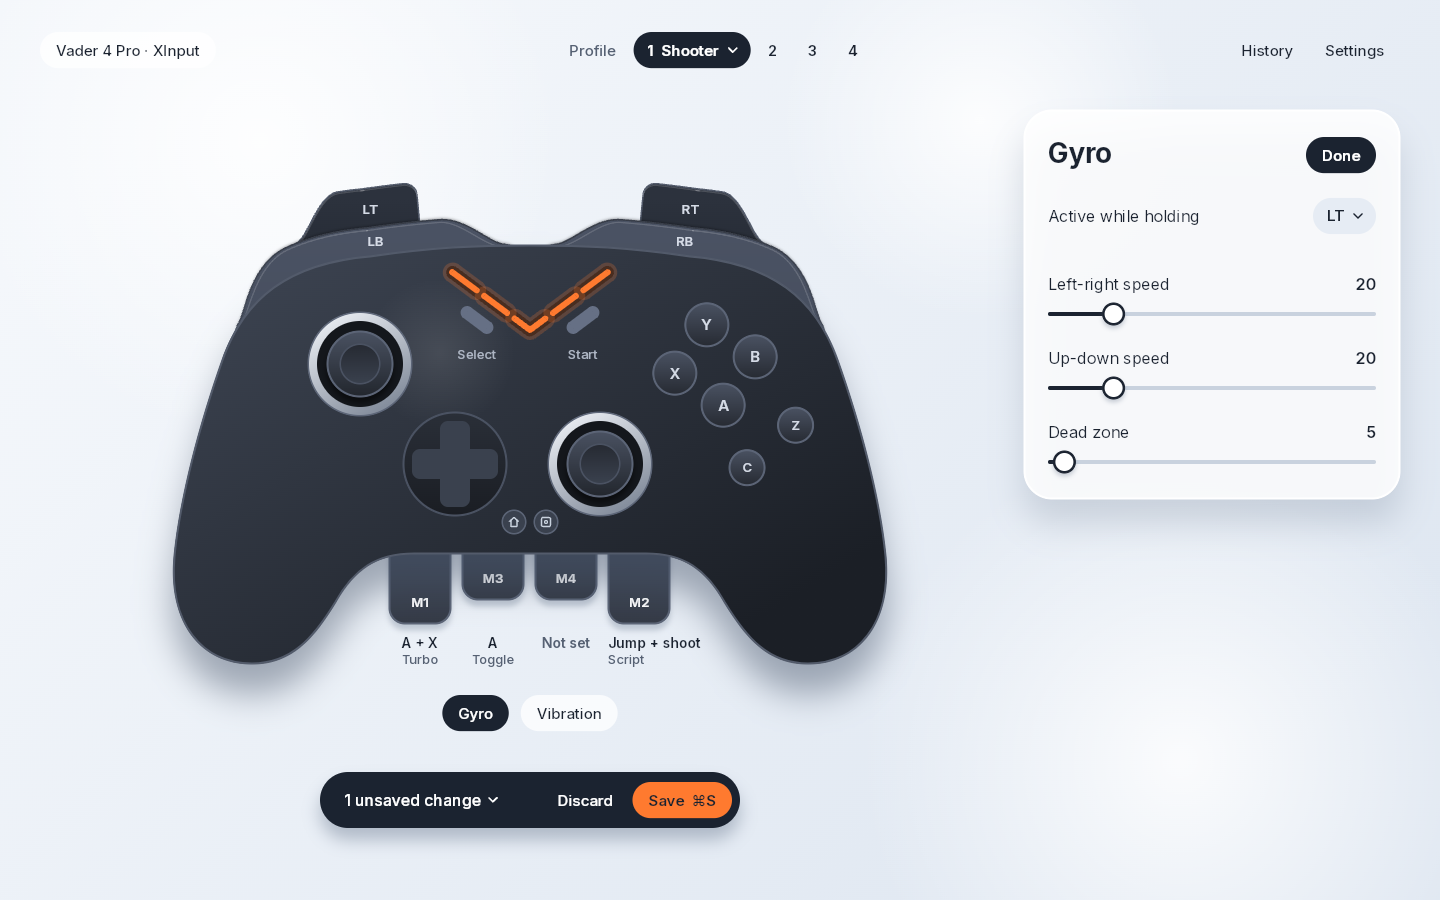 Vader 4 Pro · XInput
Profile
1 Shooter
2
3
4
History
Settings
Gyro
Done
Active while holding
LT
Left-right speed
20
Up-down speed
20
Dead zone
5
LT
RT
LB
RB
Select
Start
Y
B
X
A
Z
C
M1
M3
M4
M2
A + X
Turbo
A
Toggle
Not set
Jump + shoot
Script
Gyro
Vibration
1 unsaved change
Discard
Save ⌘S